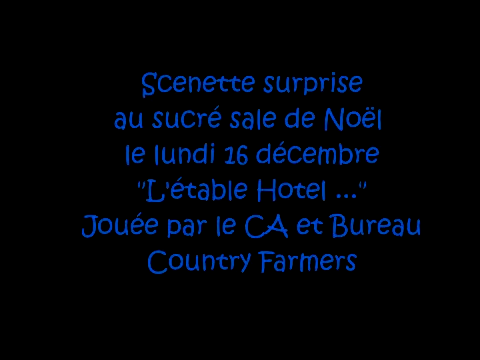 Scenette surprise
au sucré sale de Noël
le lundi 16 décembre
"L'étable Hotel ..."
Jouée par le CA et Bureau
Country Farmers